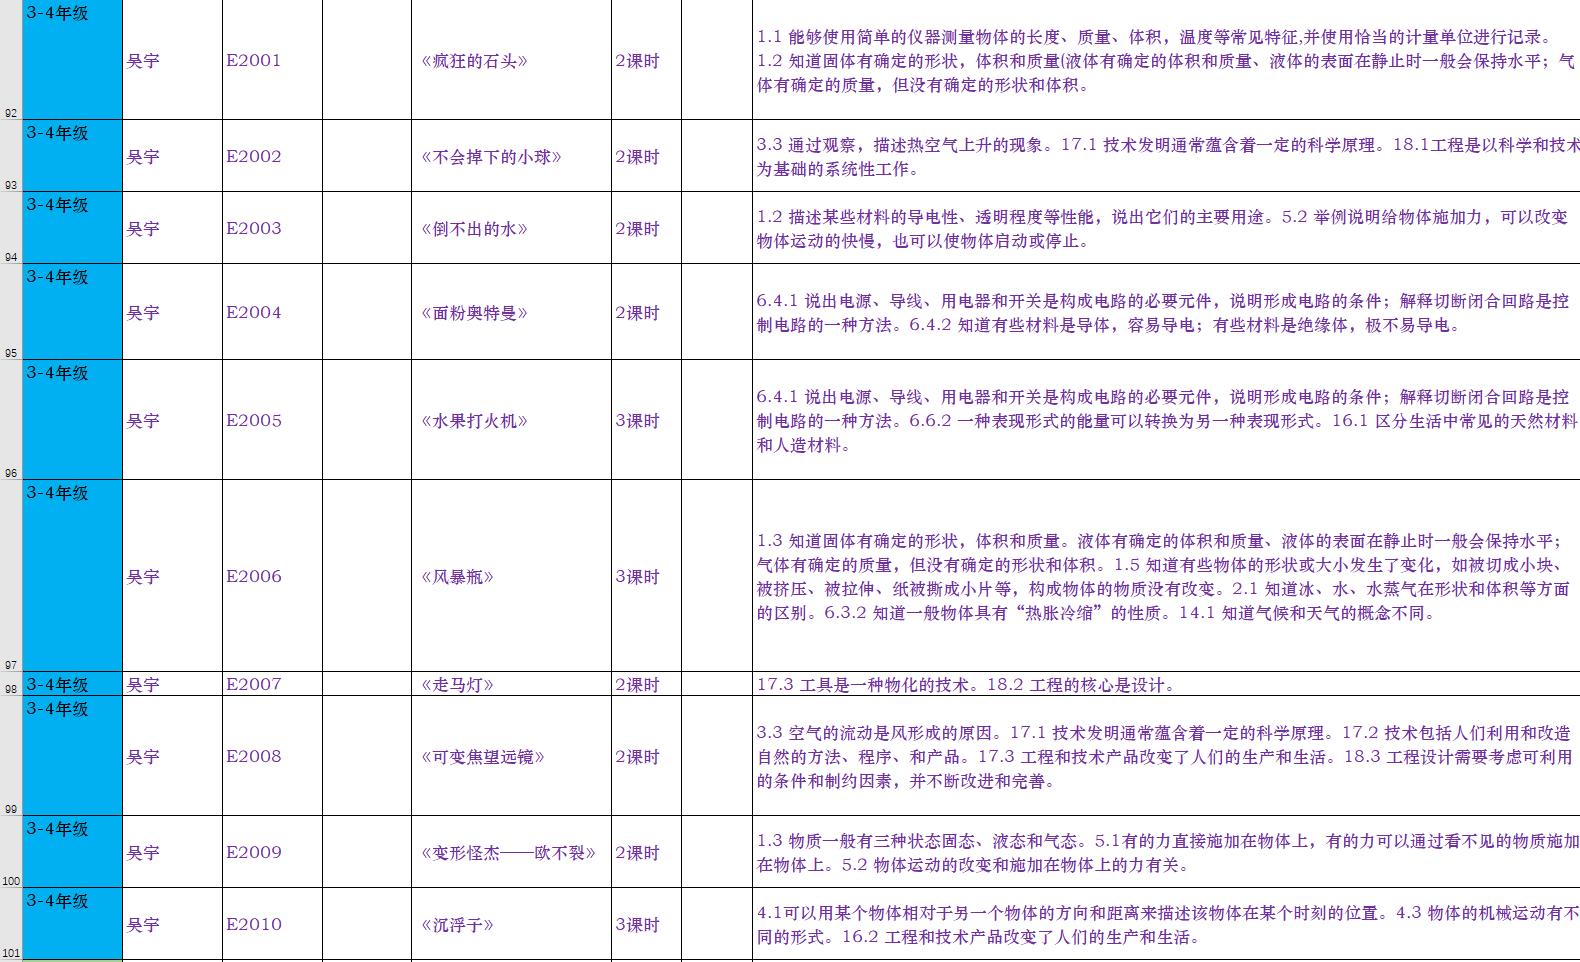 3-4年级
吴宇
E2001
《疯狂的石头》
2课时
1.1 能够使用简单的仪器测量物体的长度、质量、体积，温度等常见特征,并使用恰当的计量单位进行记录。
1.2 知道固体有确定的形状，体积和质量(液体有确定的体积和质量、液体的表面在静止时一般会保持水平；气
体有确定的质量，但没有确定的形状和体积。
92
3-4年级
吴宇
E2002
《不会掉下的小球》
2课时
3.3 通过观察，描述热空气上升的现象。17.1 技术发明通常蕴含着一定的科学原理。18.1工程是以科学和技术
为基础的系统性工作。
93
3-4年级
吴宇
E2003
《倒不出的水》
2课时
1.2 描述某些材料的导电性、透明程度等性能，说出它们的主要用途。5.2 举例说明给物体施加力，可以改变
物体运动的快慢，也可以使物体启动或停止。
94
3-4年级
吴宇
E2004
《面粉奥特曼》
2课时
6.4.1 说出电源、导线、用电器和开关是构成电路的必要元件，说明形成电路的条件；解释切断闭合回路是控
制电路的一种方法。6.4.2 知道有些材料是导体，容易导电；有些材料是绝缘体，极不易导电。
95
3-4年级
吴宇
E2005
《水果打火机》
3课时
6.4.1 说出电源、导线、用电器和开关是构成电路的必要元件，说明形成电路的条件；解释切断闭合回路是控
制电路的一种方法。6.6.2 一种表现形式的能量可以转换为另一种表现形式。16.1 区分生活中常见的天然材料
和人造材料。
96
3-4年级
吴宇
E2006
《风暴瓶》
3课时
1.3 知道固体有确定的形状，体积和质量。液体有确定的体积和质量、液体的表面在静止时一般会保持水平；
气体有确定的质量，但没有确定的形状和体积。1.5 知道有些物体的形状或大小发生了变化，如被切成小块、
被挤压、被拉伸、纸被撕成小片等，构成物体的物质没有改变。2.1 知道冰、水、水蒸气在形状和体积等方面
的区别。6.3.2 知道一般物体具有“热胀冷缩”的性质。14.1 知道气候和天气的概念不同。
97
98
3-4年级
吴宇
E2007
《走马灯》
2课时
17.3 工具是一种物化的技术。18.2 工程的核心是设计。
3-4年级
吴宇
E2008
《可变焦望远镜》
2课时
3.3 空气的流动是风形成的原因。17.1 技术发明通常蕴含着一定的科学原理。17.2 技术包括人们利用和改造
自然的方法、程序、和产品。17.3 工程和技术产品改变了人们的生产和生活。18.3 工程设计需要考虑可利用
的条件和制约因素，并不断改进和完善。
99
3-4年级
吴宇
E2009
《变形怪杰——欧不裂》
2课时
1.3 物质一般有三种状态固态、液态和气态。5.1有的力直接施加在物体上，有的力可以通过看不见的物质施加
在物体上。5.2 物体运动的改变和施加在物体上的力有关。
100
3-4年级
吴宇
E2010
《沉浮子》
3课时
4.1可以用某个物体相对于另一个物体的方向和距离来描述该物体在某个时刻的位置。4.3 物体的机械运动有不
同的形式。16.2 工程和技术产品改变了人们的生产和生活。
101